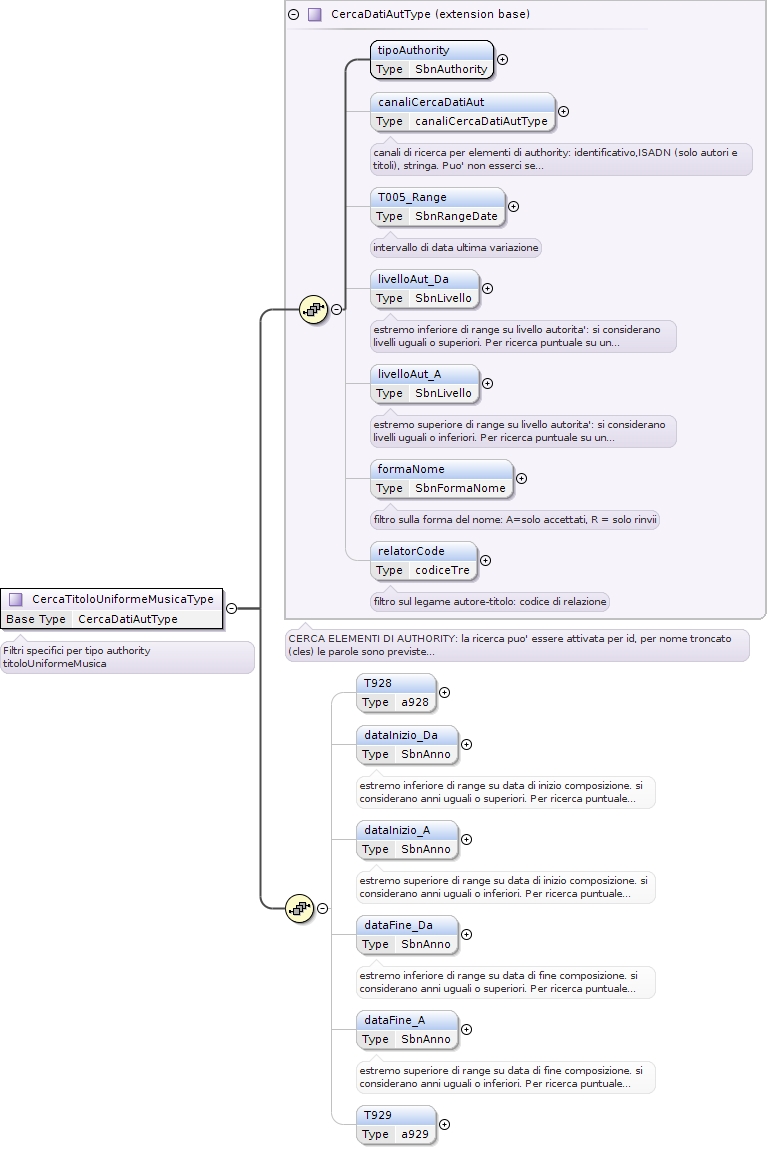 CercaDatiAutType (extension base)
tipoAuthority
Type SbnAuthority
canaliCercaDatiAut
Type canaliCercaDatiAutType
canali di ricerca per elementi di authority: identificativo,ISADN (solo autori e
titoli), stringa. Puo' non esserci se...
T005_Range
Type SbnRangeDate
intervallo di data ultima variazione
livelloAut_Da
Type SbnLivello
estremo inferiore di range su livello autorita': si considerano
livelli uguali o superiori. Per ricerca puntuale su un...
livelloAut_A
Type SbnLivello
estremo superiore di range su livello autorita': si considerano
livelli uguali o inferiori. Per ricerca puntuale su un...
formaNome
Type SbnFormaNome
filtro sulla forma del nome: A=solo accettati, R = solo rinvii
relatorCode
Type codiceTre
filtro sul legame autore-titolo: codice di relazione
CERCA ELEMENTI DI AUTHORITY: la ricerca puo' essere attivata per id, per nome troncato
(cles) le parole sono previste...
CercaTitoloUniformeMusicaType
Base Type CercaDatiAutType
Filtri specifici per tipo authority
titoloUniformeMusica
T928
Type a928
dataInizio_Da
Type SbnAnno
estremo inferiore di range su data di inizio composizione. si
considerano anni uguali o superiori. Per ricerca puntuale...
dataInizio_A
Type SbnAnno
estremo superiore di range su data di inizio composizione. si
considerano anni uguali o inferiori. Per ricerca puntuale...
dataFine_Da
Type SbnAnno
estremo inferiore di range su data di fine composizione. si
considerano anni uguali o superiori. Per ricerca puntuale...
dataFine_A
Type SbnAnno
estremo superiore di range su data di fine composizione. si
considerano anni uguali o inferiori. Per ricerca puntuale...
T929
Type a929